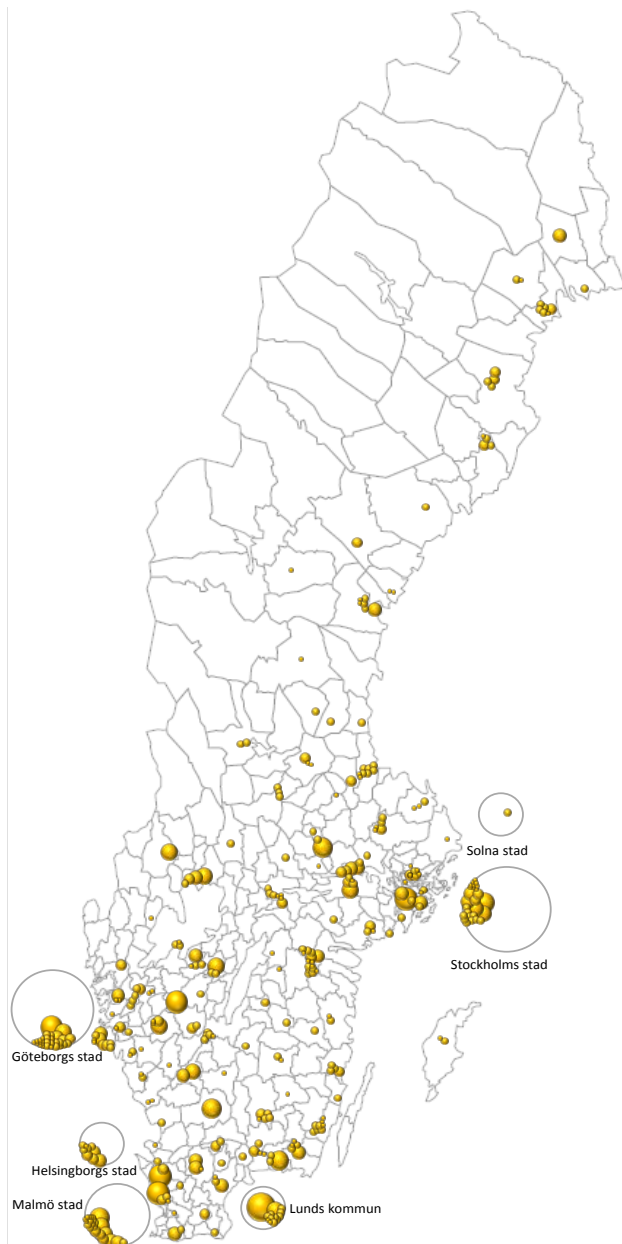 Solna stad
Stockholms stad
Göteborgs stad
Helsingborgs stad
Malmö stad
Lunds kommun